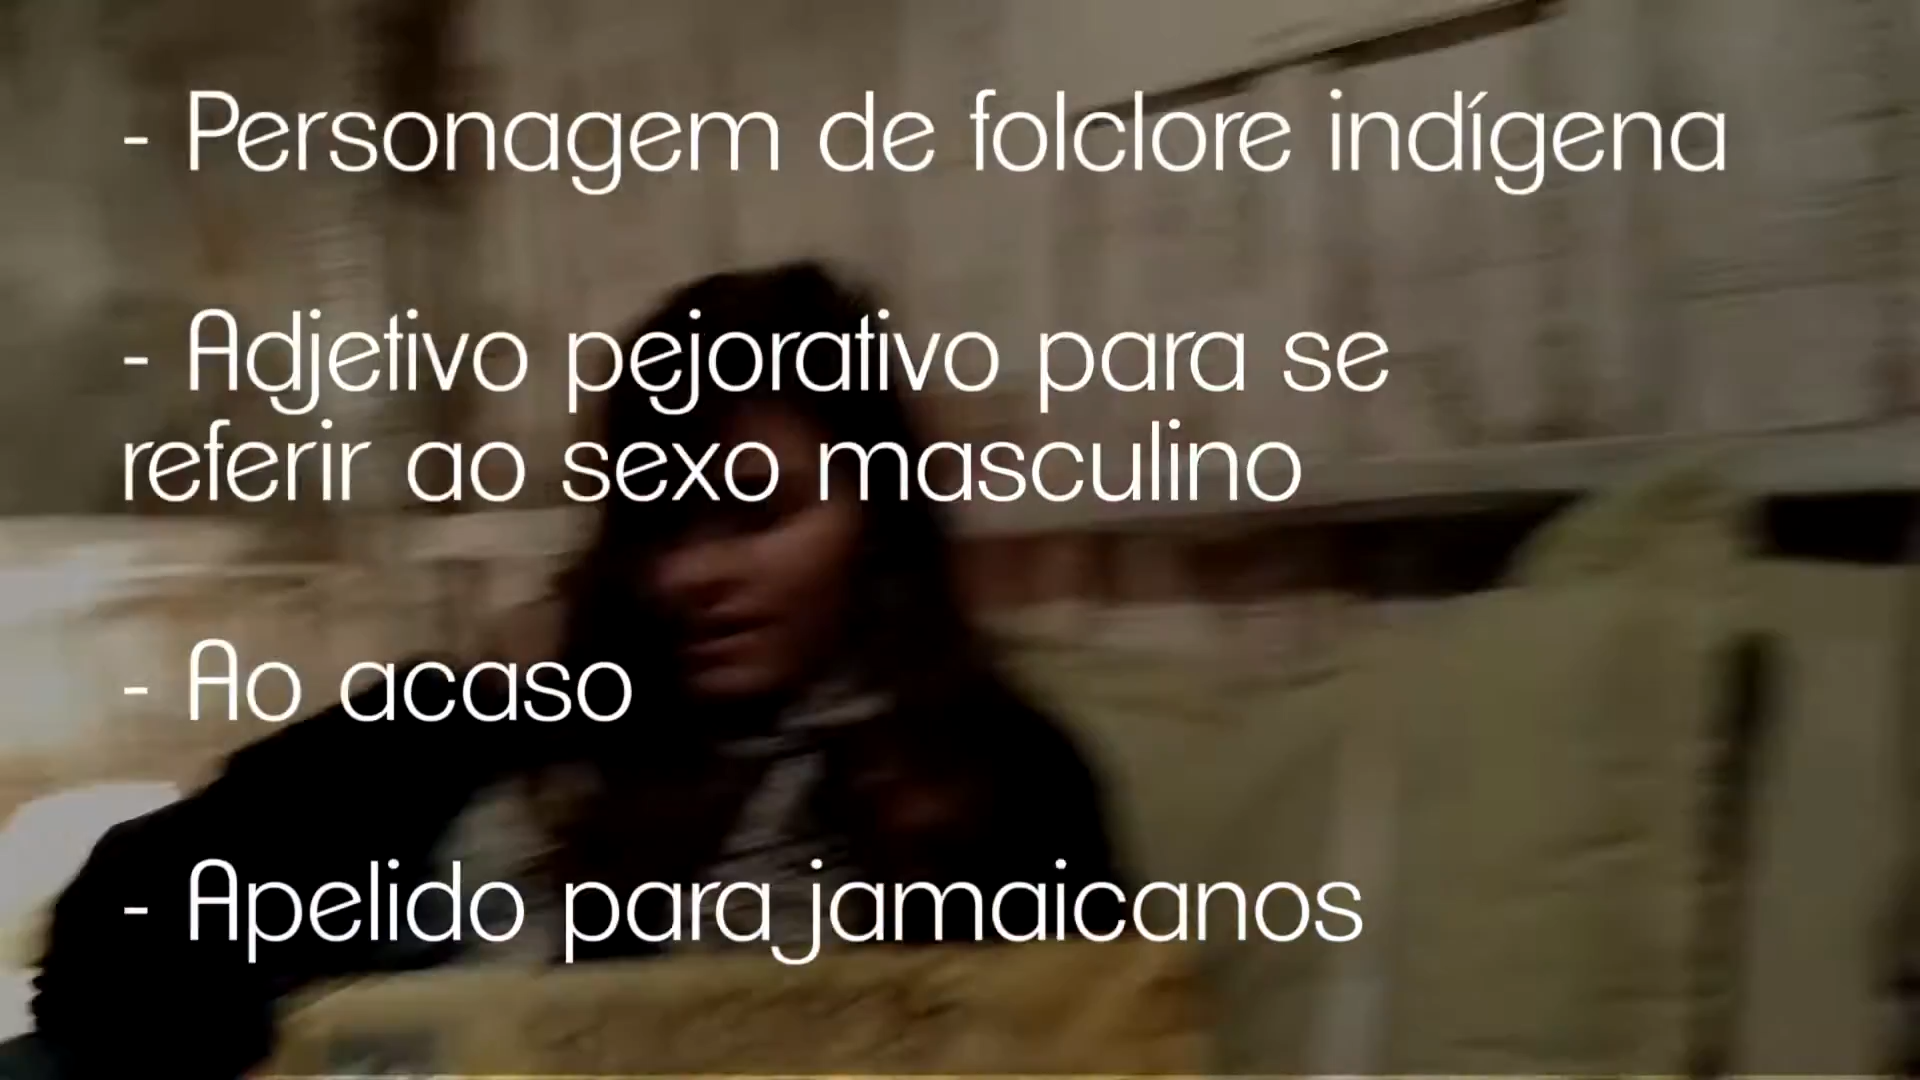 - Personagem de folclore indígena
- Adjetivo pejorativo para se
referir ao sexo masculino
- Ao acaso
- Apelido para jamaicanos